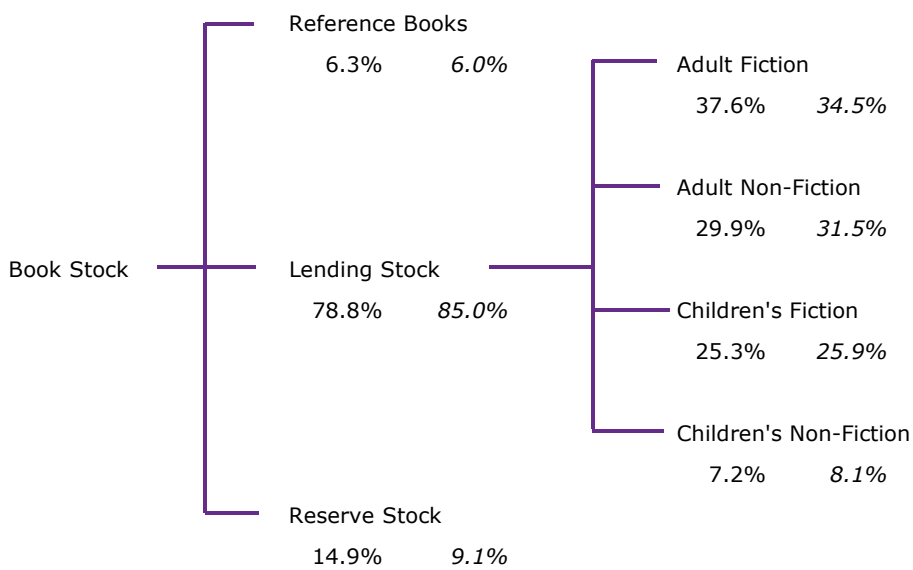 Reference Books
6.3% 6.0%
Adult Fiction
37.6% 34.5%
Adult Non-Fiction
29.9% 31.5%
Book Stock
Lending Stock
78.8% 85.0%
Children's Fiction
25.3% 25.9%
Children's Non-Fiction
7.2% 8.1%
Reserve Stock
14.9% 9.1%